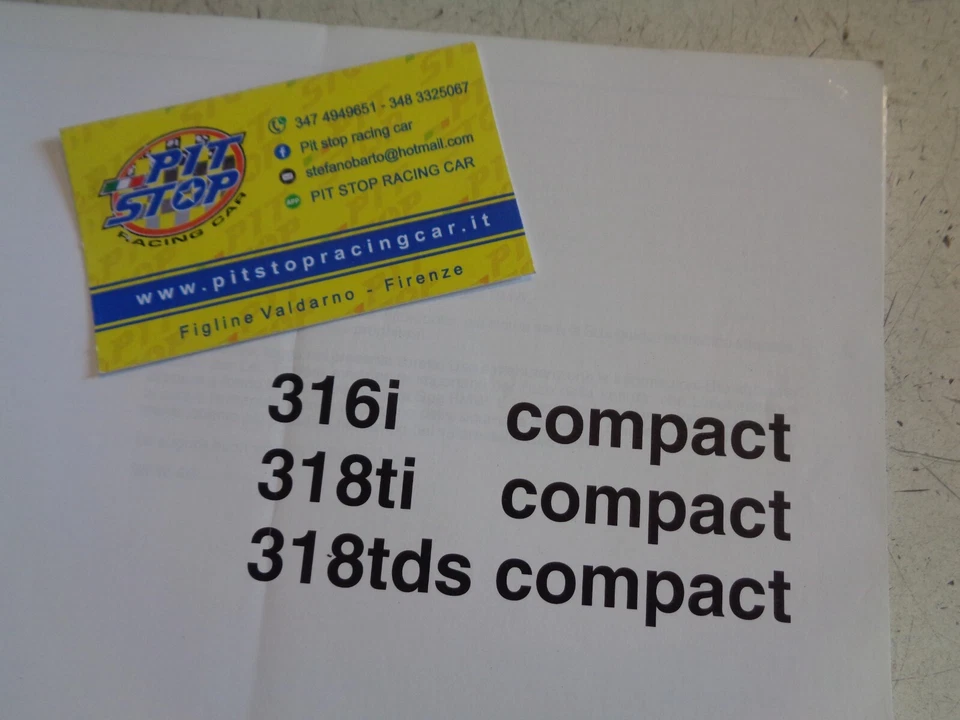 PIT
STOP
RACING CAR
347 4949651 - 348 3325067
Pit stop racing car
stefanobarto@hotmail.com
APP PIT STOP RACING CAR
www.pitstopracingcar.it
Figline Valdarno - Firenze
316i compact
318ti compact
318tds compact